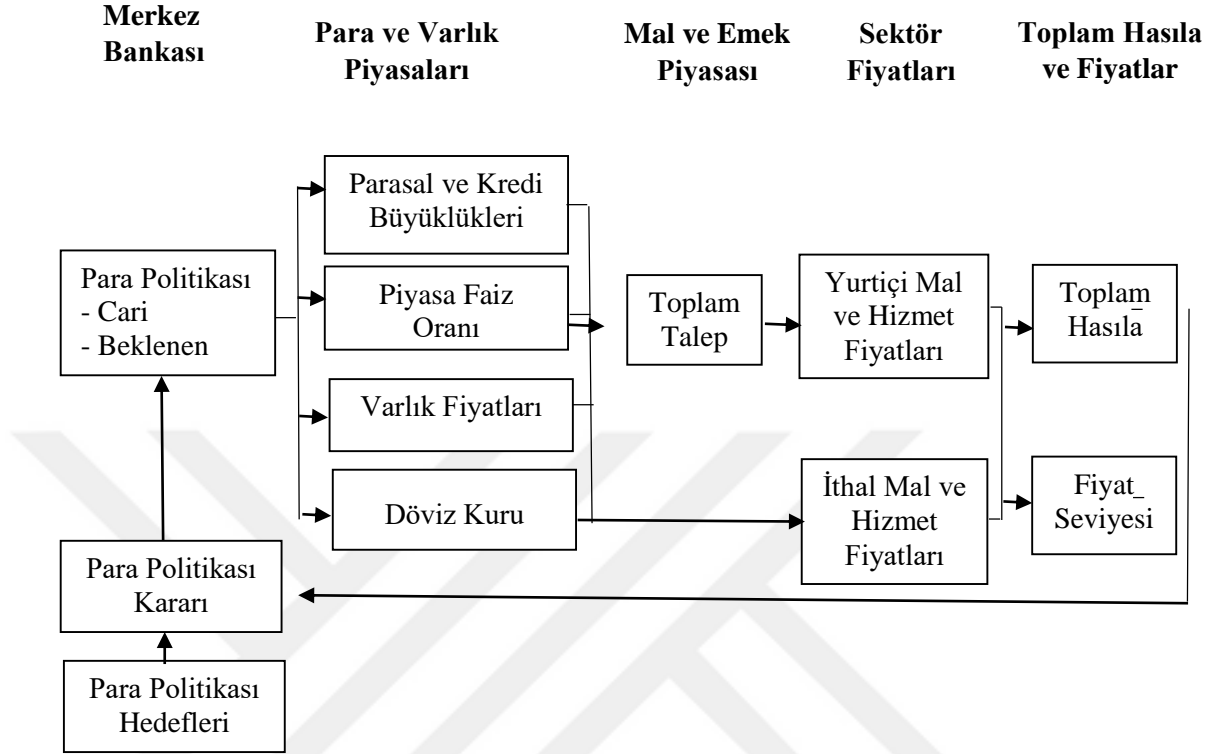 Merkez
Bankası
Para ve Varlık
Piyasaları
Mal ve Emek
Piyasası
Sektör
Fiyatları
Toplam Hasıla
ve Fiyatlar
Parasal ve Kredi
Büyüklükleri
Para Politikası
- Cari
- Beklenen
Piyasa Faiz
Oranı
Toplam
Talep
Yurtiçi Mal
ve Hizmet
Fiyatları
Toplam
Hasıla
Varlık Fiyatları
Döviz Kuru
İthal Mal ve
Hizmet
Fiyatları
Fiyat
Seviyesi
Para Politikası
Kararı
Para Politikası
Hedefleri